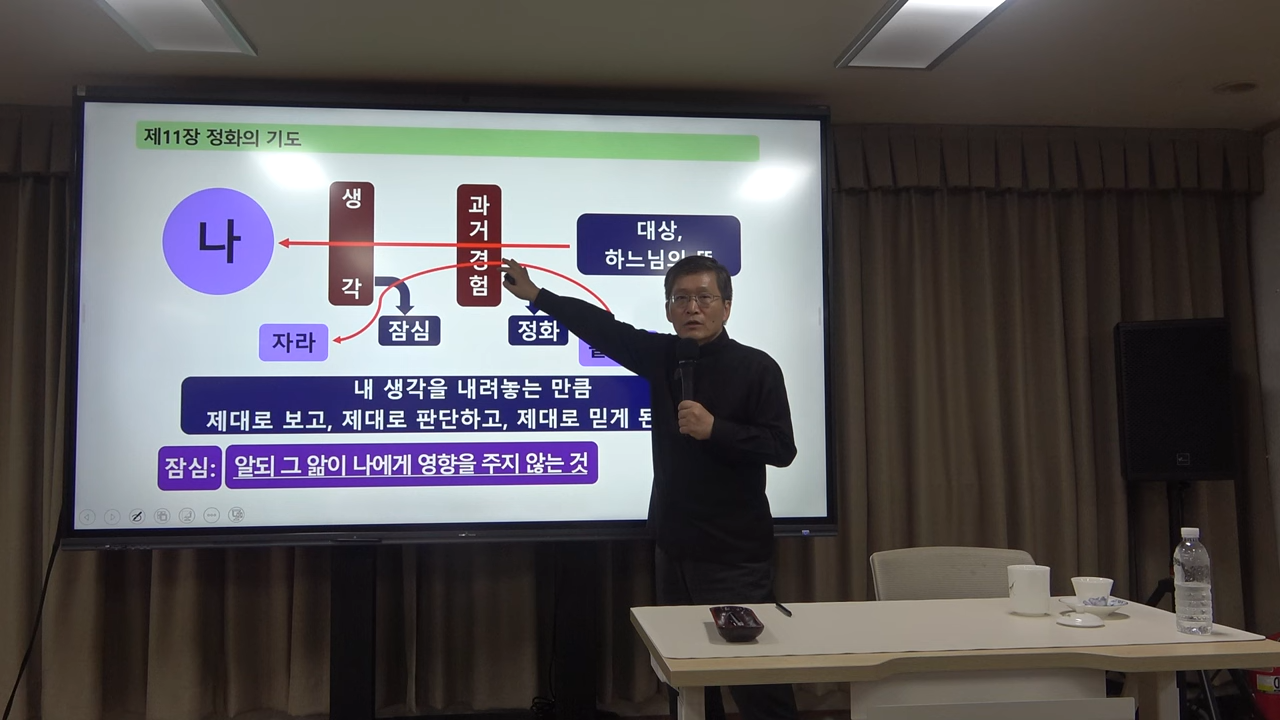 제11장 정화의 기도
나
생
각
과
거
경
험
대상,
하느님의
자라
잠심
정화
내 생각을 내려놓는 만큼
제대로 보고, 제대로 판단하고, 제대로 믿게
잠심:
알되 그 앎이 나에게 영향을 주지 않는 것